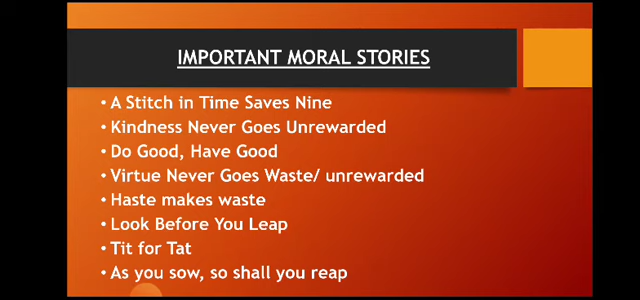 IMPORTANT MORAL STORIES
• A Stitch in Time Saves Nine
• Kindness Never Goes Unrewarded
• Do Good, Have Good
• Virtue Never Goes Waste/ unrewarded
• Haste makes waste
• Look Before You Leap
• Tit for Tat
• As you sow, so shall you reap